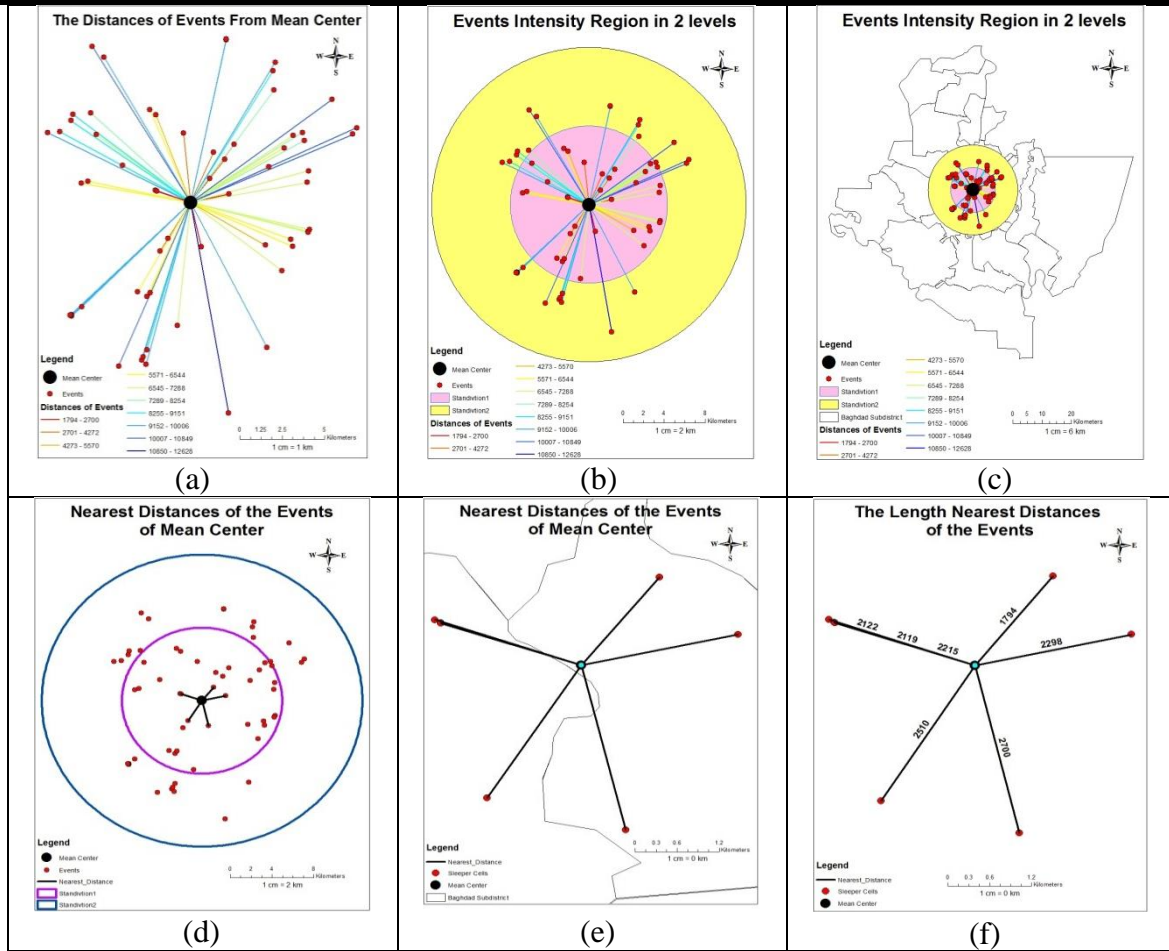 The Distances of Events From Mean Center
N
W E
S
Legend
Mean Center
Events
Distances of Events
1794 - 2700
2701 - 4272
4273 - 5570
5571 - 6544
6545 - 7288
7289 - 8254
8255 - 9151
9152 - 10006
10007 - 10849
10850 - 12628
0 1.25 2.5 5
Kilometers
1 cm = 1 km
(a)
Events Intensity Region in 2 levels
N
W E
S
Legend
Mean Center
Events
Standivtion1
Standivtion2
Distances of Events
1794 - 2700
2701 - 4272
4273 - 5570
5571 - 6544
6545 - 7288
7289 - 8254
8255 - 9151
9152 - 10006
10007 - 10849
10850 - 12628
0 2 4 8
Kilometers
1 cm = 2 km
(b)
Events Intensity Region in 2 levels
N
W E
S
Legend
Mean Center
Events
Standivtion1
Standivtion2
Baghdad Subdistrict
Distances of Events
1794 - 2700
2701 - 4272
4273 - 5570
5571 - 6544
6545 - 7288
7289 - 8254
8255 - 9151
9152 - 10006
10007 - 10849
10850 - 12628
0 5 10 20
Kilometers
1 cm = 6 km
(c)
Nearest Distances of the Events
of Mean Center
N
W E
S
Legend
Mean Center
Events
Nearest_Distance
Standivtion1
Standivtion2
0 2 4 8
Kilometers
1 cm = 2 km
(d)
Nearest Distances of the Events
of Mean Center
N
W E
S
Legend
Nearest_Distance
Sleeper Cells
Mean Center
Baghdad Subdistrict
0 0.3 0.6 1.2
Kilometers
1 cm = 0 km
(e)
The Length Nearest Distances
of the Events
N
W E
S
1794
2122
2119
2215
2298
2510
2700
Legend
Nearest_Distance
Sleeper Cells
Mean Center
0 0.3 0.6 1.2
Kilometers
1 cm = 0 km
(f)